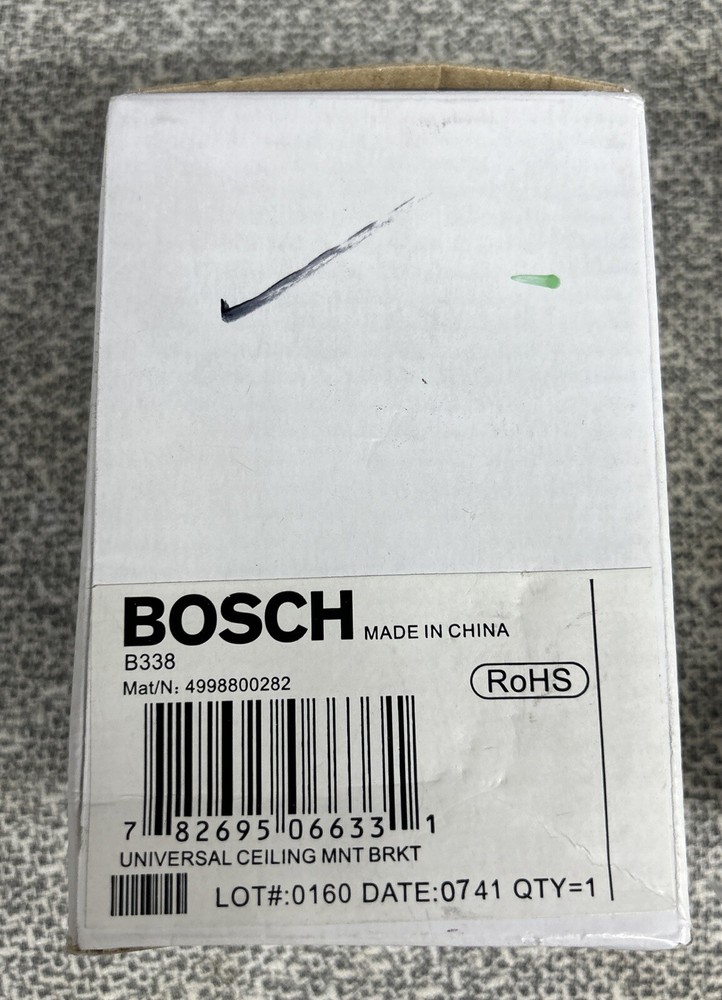 BOSCH MADE IN CHINA
B338
Mat/N: 4998800282
RoHS
7 82695 06633 1
UNIVERSAL CEILING MNT BRKT
LOT#:0160 DATE:0741 QTY=1